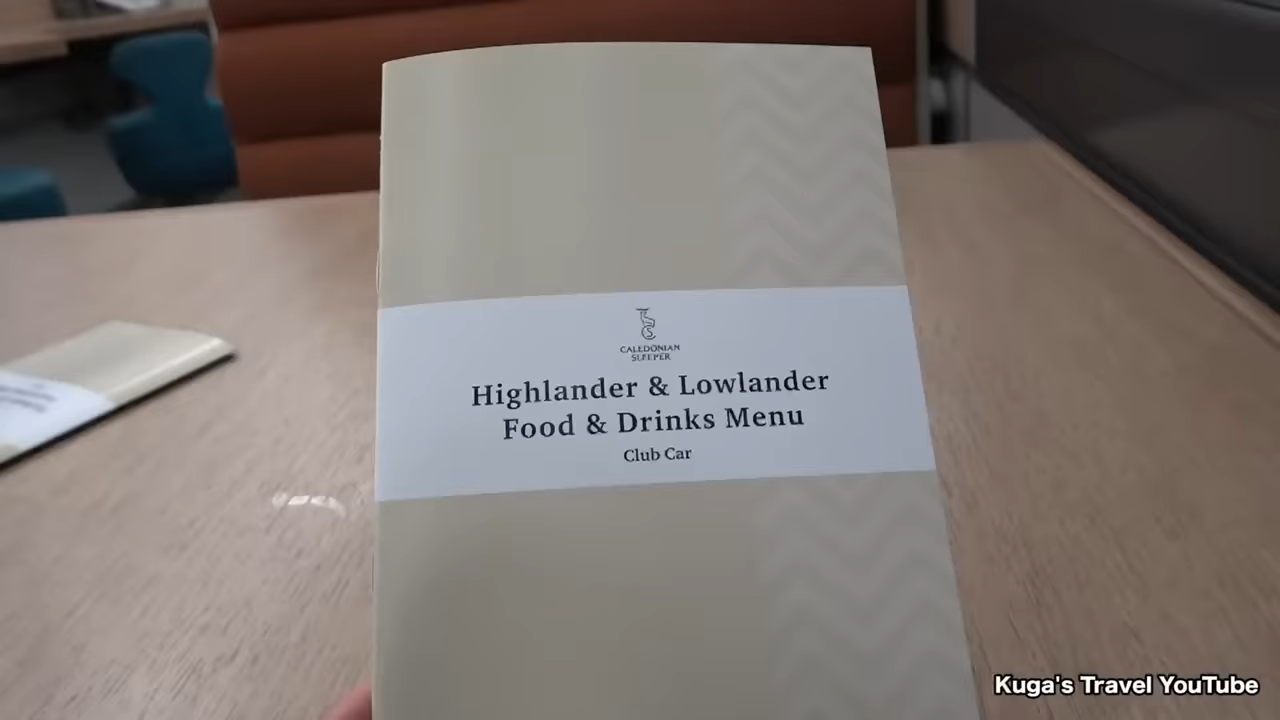 CALEDONIAN
SLEEPER
Highlander & Lowlander
Food & Drinks Menu
Club Car
Kuga's Travel YouTube